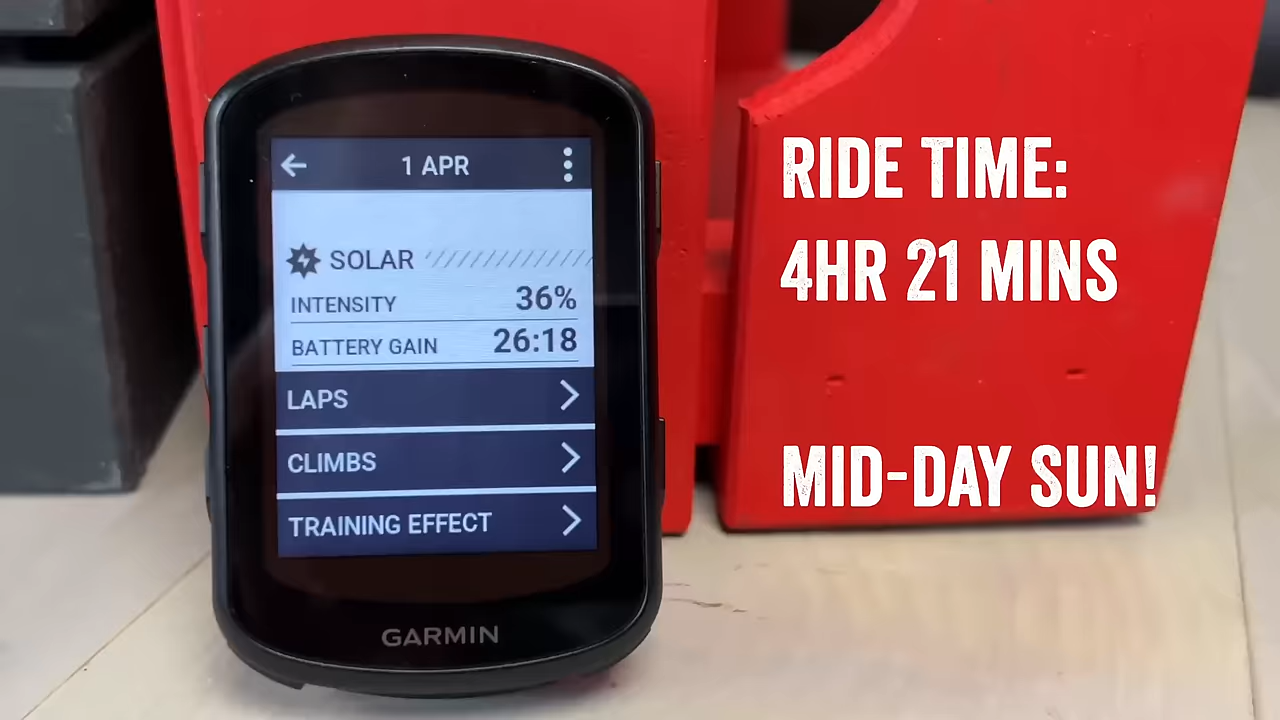 1 APR
SOLAR
INTENSITY 36%
BATTERY GAIN 26:18
LAPS
CLIMBS
TRAINING EFFECT
GARMIN
RIDE TIME:
4HR 21 MINS
MID-DAY SUN!